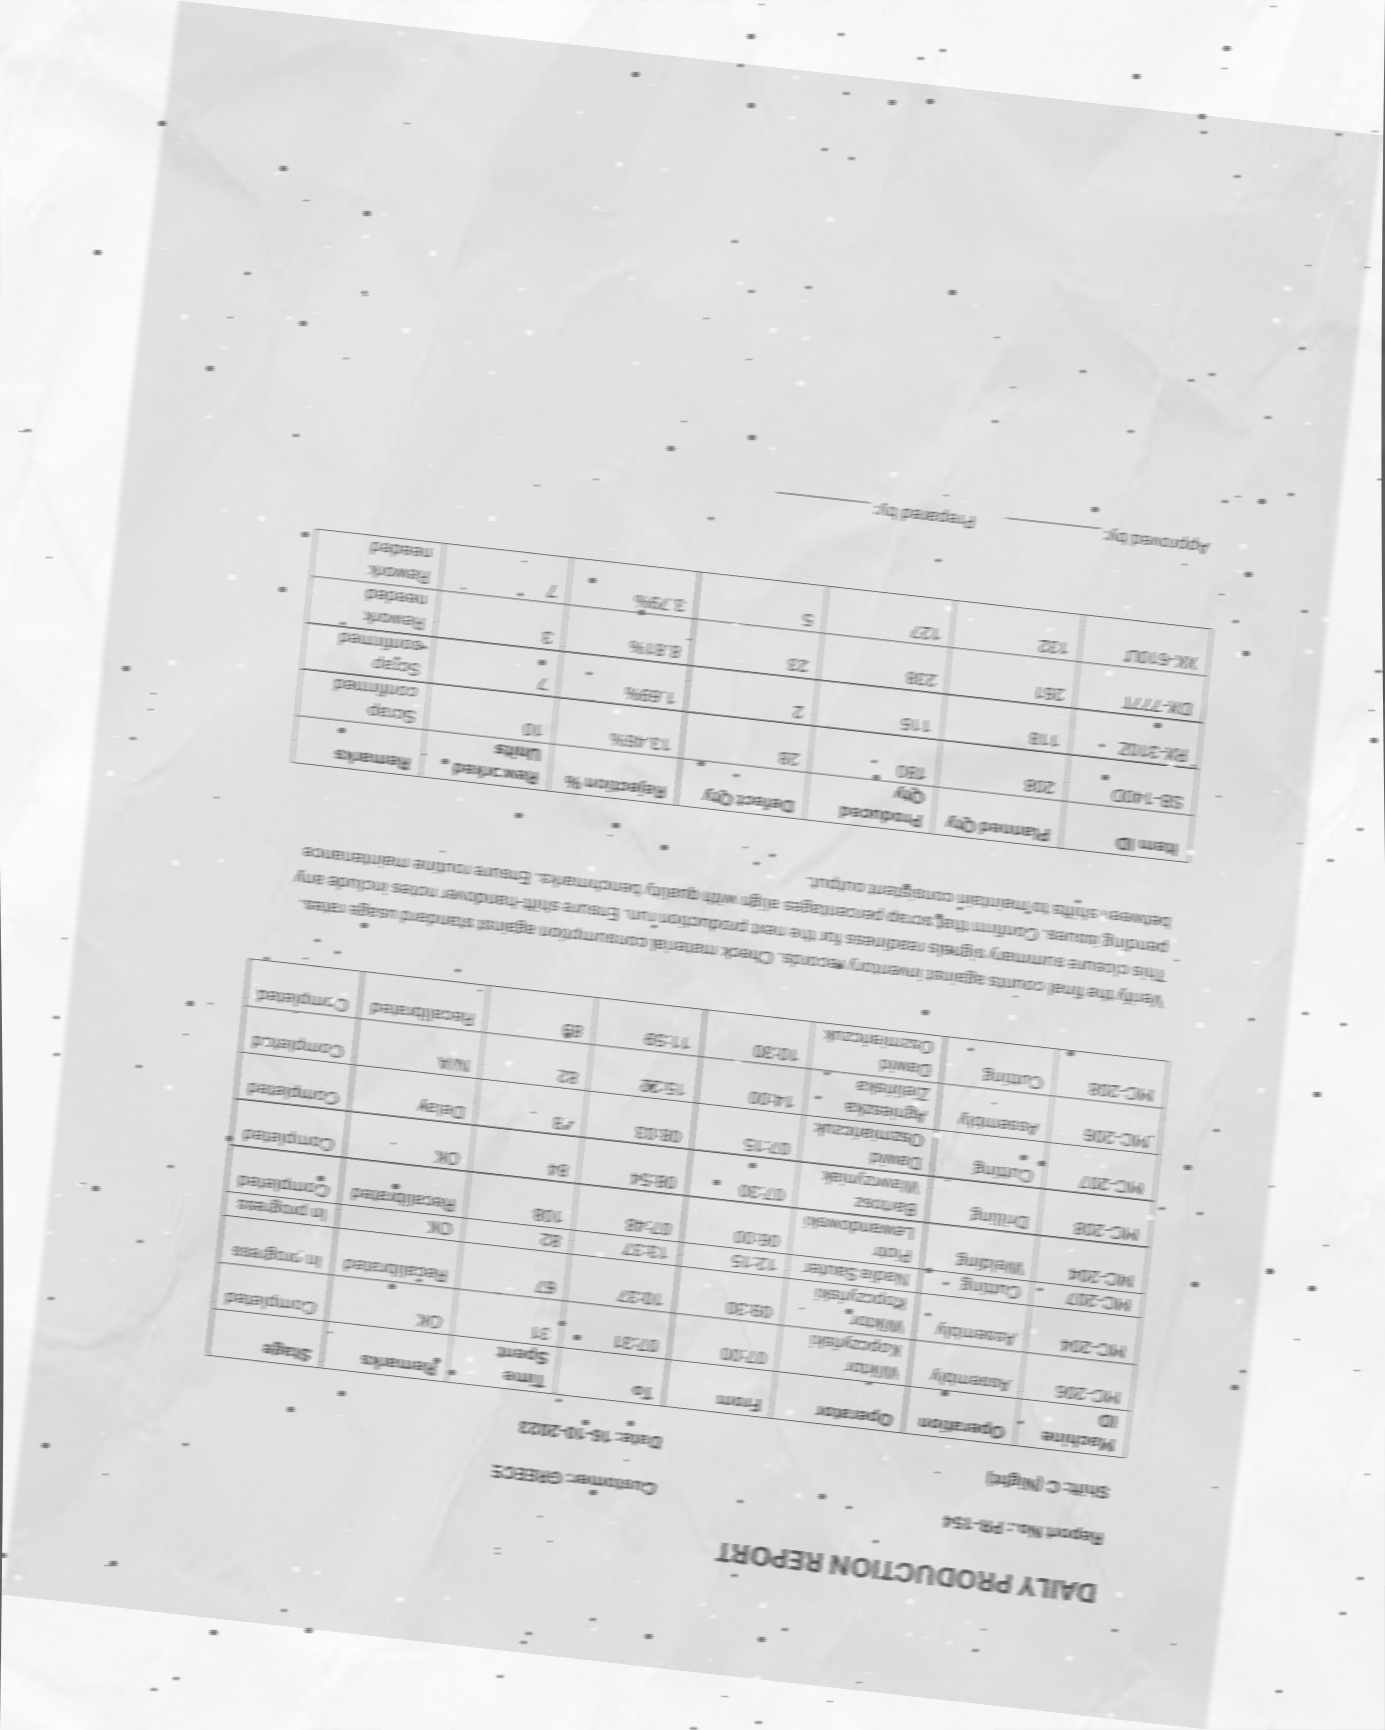 DAILY PRODUCTION REPORT
Report No.: PR-154
Customer: GREECE
Shift: C (Night)
Date: 16-10-2023
Machine ID Operation Operator From To Time Spent Remarks Stage
MC-206 Assembly Wiktor Kopczyński 07:00 07:31 31 OK Completed
MC-204 Assembly Wiktor Kopczyński 09:30 10:37 67 Recalibrated In progress
MC-207 Cutting Nadia Sauter 12:15 13:37 82 OK In progress
MC-204 Welding Piotr Lewandowski 06:00 07:48 108 Recalibrated Completed
MC-208 Drilling Bartosz Wawrzyniak 07:30 08:54 84 OK Completed
MC-207 Cutting Dawid Oszmiańczuk 07:15 08:03 Delay Completed
MC-206 Assembly Agnieszka Zielinska 14:00 15:22 82 N/A Completed
MC-208 Cutting Dawid Oszmiańczuk 10:30 11:59 89 Recalibrated Completed
Verify the final counts against inventory records. Check material consumption against standard usage rates.
This closure summary signals readiness for the next production run. Ensure shift-handover notes include any
pending issues. Confirm that scrap percentages align with quality benchmarks. Ensure routine maintenance
between shifts to maintain consistent output.
Item ID Planned Qty Produced Qty Defect Qty Rejection % Reworked Units Remarks
SB-140D 208 180 28 13.46% 10 Scrap confirmed
RX-310Z 118 116 2 1.69% 7 Scrap confirmed
DX-777T 261 238 23 8.81% 3 Rework needed
XK-610U 132 127 5 3.79% 7 Rework needed
Approved by: Prepared by: